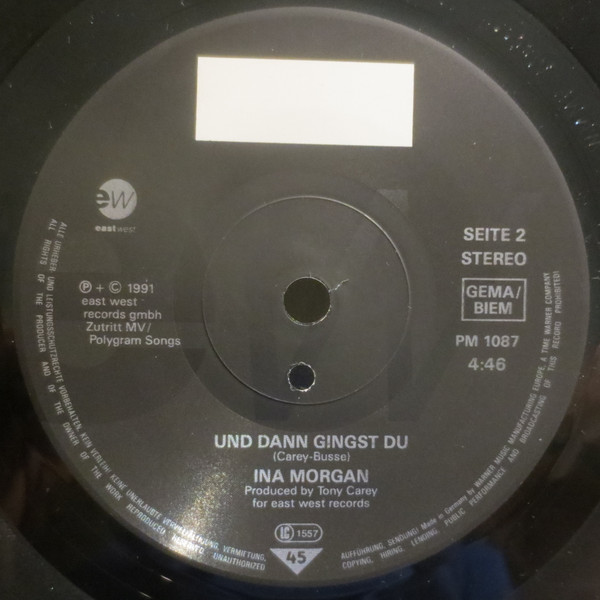 ew
east west
SEITE 2
STEREO
GEMA/
BIEM
PM 1087
4:46
Ⓟ + © 1991
east west
records gmbh
Zutritt MV/
Polygram Songs
UND DANN GINGST DU
(Carey-Busse)
INA MORGAN
Produced by Tony Carey
for east west records
LC 1557
45
ALLE URHEBER- UND LEISTUNGSSCHUTZRECHTE VORBEHALTEN. KEIN VERLEIH! KEINE UNERLAUBTE VERVIELFÄLTIGUNG, VERMIETUNG, AUFFÜHRUNG, SENDUNG! Made in Germany by WARNER MUSIC MANUFACTURING EUROPE, A TIME WARNER COMPANY.
ALL RIGHTS OF THE PRODUCER AND OF THE OWNER OF THE WORK REPRODUCED RESERVED. UNAUTHORIZED COPYING, HIRING, LENDING, PUBLIC PERFORMANCE AND BROADCASTING OF THIS RECORD PROHIBITED!